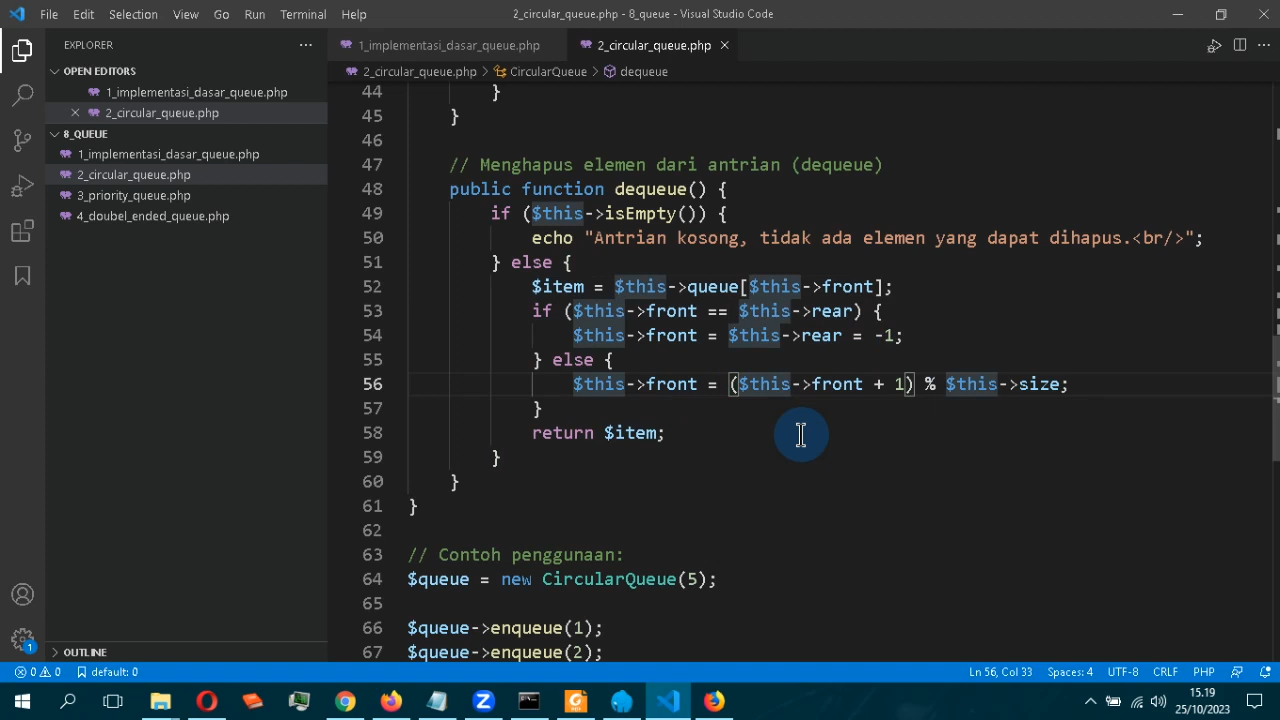 File Edit Selection View Go Run Terminal Help 2_circular_queue.php - 8_queue - Visual Studio Code
EXPLORER
1_implementasi_dasar_queue.php 2_circular_queue.php
2_circular_queue.php CircularQueue dequeue
OPEN EDITORS
1_implementasi_dasar_queue.php
2_circular_queue.php
8_QUEUE
1_implementasi_dasar_queue.php
2_circular_queue.php
3_priority_queue.php
4_doubel_ended_queue.php
OUTLINE
44 }
45 }
46
47 // Menghapus elemen dari antrian (dequeue)
48 public function dequeue() {
49 if ($this->isEmpty()) {
50 echo "Antrian kosong, tidak ada elemen yang dapat dihapus.<br/>";
51 } else {
52 $item = $this->queue[$this->front];
53 if ($this->front == $this->rear) {
54 $this->front = $this->rear = -1;
55 } else {
56 $this->front = ($this->front + 1) % $this->size;
57 }
58 return $item;
59 }
60 }
61 }
62
63 // Contoh penggunaan:
64 $queue = new CircularQueue(5);
65
66 $queue->enqueue(1);
67 $queue->enqueue(2);
0 0 default: 0 Ln 56, Col 33 Spaces: 4 UTF-8 CRLF PHP
1
15.19
25/10/2023